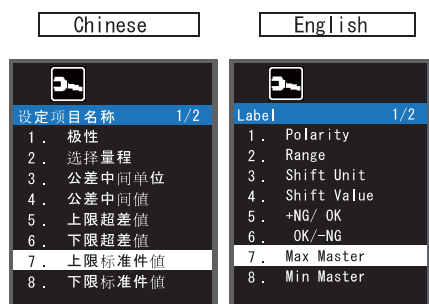 Chinese
设定项目名称 1/2
1. 极性
2. 选择量程
3. 公差中间单位
4. 公差中间值
5. 上限超差値
6. 下限超差値
7. 上限标准件値
8. 下限标准件値
English
Label 1/2
1. Polarity
2. Range
3. Shift Unit
4. Shift Value
5. +NG/ OK
6. OK/-NG
7. Max Master
8. Min Master